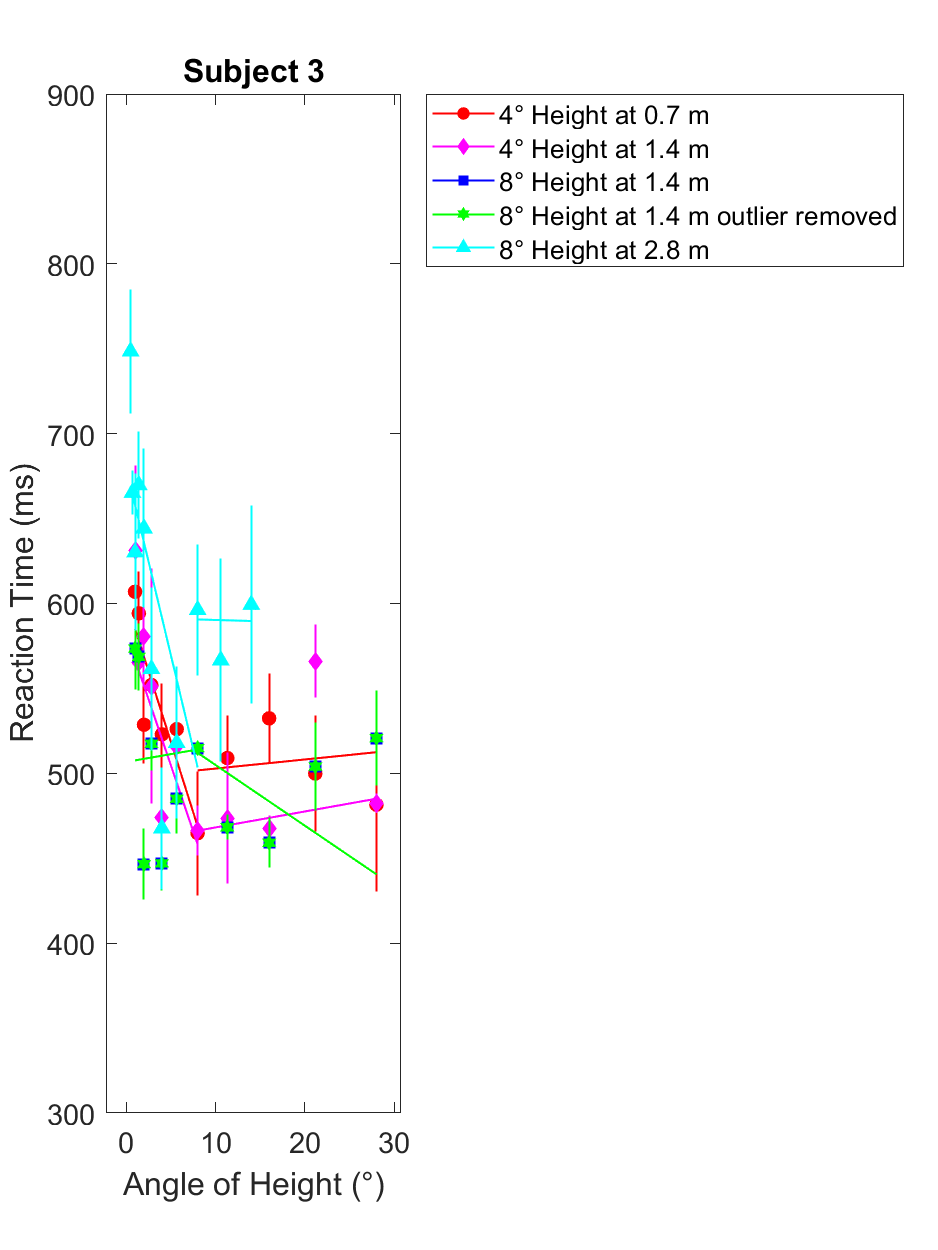 Subject 3
900
800
700
600
500
400
300
0 10 20 30
Reaction Time (ms)
Angle of Height (°)
4° Height at 0.7 m
4° Height at 1.4 m
8° Height at 1.4 m
8° Height at 1.4 m outlier removed
8° Height at 2.8 m